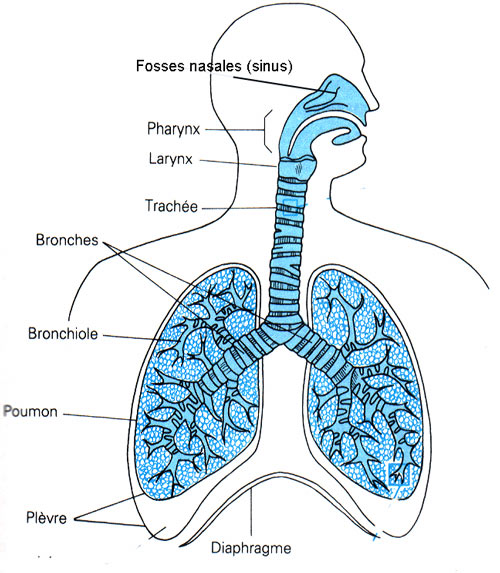 Fosses nasales (sinus)
Pharynx
Larynx
Trachée
Bronches
Bronchiole
Poumon
Plèvre
Diaphragme